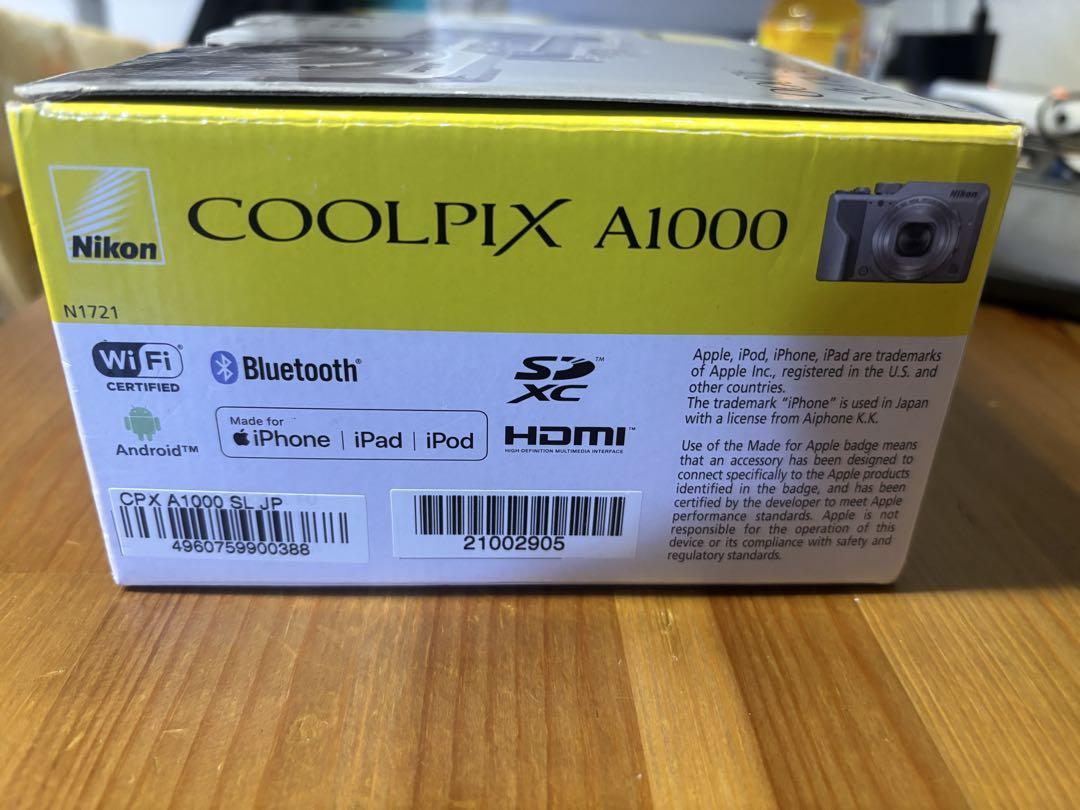 Nikon
COOLPIX A1000
Nikon
N1721
Wi Fi®
CERTIFIED
Bluetooth®
SD™
XC
Android™
Made for
iPhone | iPad | iPod
HDMI™
HIGH DEFINITION MULTIMEDIA INTERFACE
CPX A1000 SL JP
4960759900388
21002905
Apple, iPod, iPhone, iPad are trademarks
of Apple Inc., registered in the U.S. and
other countries.
The trademark "iPhone" is used in Japan
with a license from Aiphone K.K.
Use of the Made for Apple badge means
that an accessory has been designed to
connect specifically to the Apple products
identified in the badge, and has been
certified by the developer to meet Apple
performance standards. Apple is not
responsible for the operation of this
device or its compliance with safety and
regulatory standards.